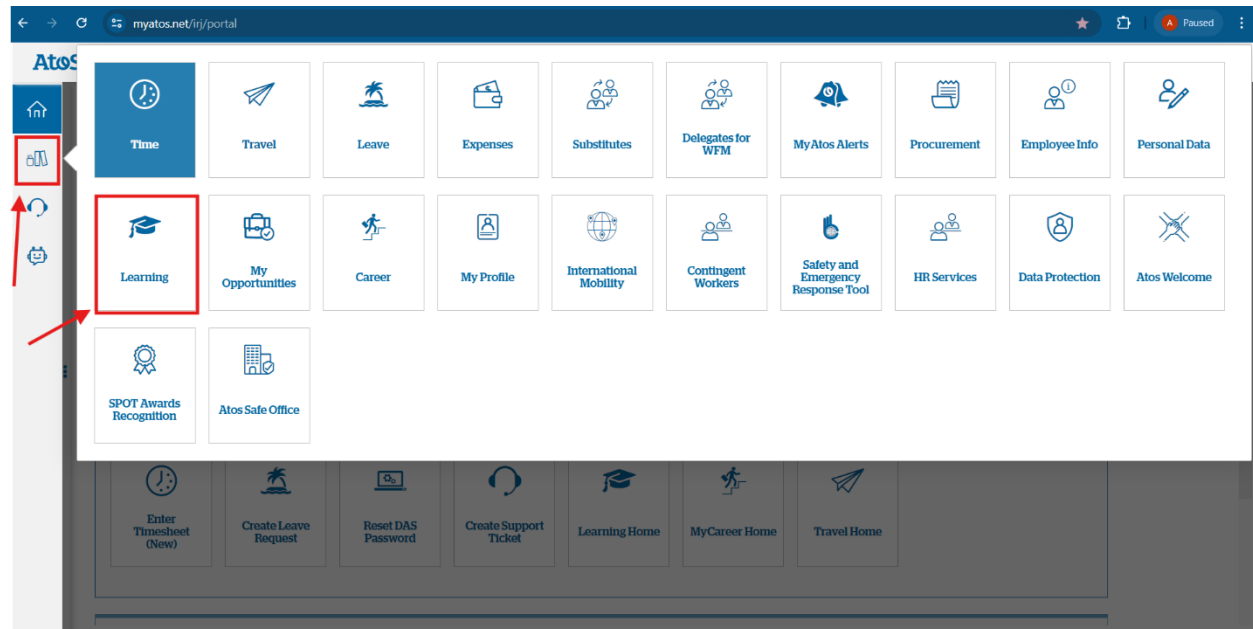 myatos.net/irj/portal
A Paused
Atos
Time
Travel
Leave
Expenses
Substitutes
Delegates for
WFM
MyAtos Alerts
Procurement
Employee Info
Personal Data
Learning
My
Opportunities
Career
My Profile
International
Mobility
Contingent
Workers
Safety and
Emergency
Response Tool
HR Services
Data Protection
Atos Welcome
SPOT Awards
Recognition
Atos Safe Office
Enter
Timesheet
(New)
Create Leave
Request
Reset DAS
Password
Create Support
Ticket
Learning Home
MyCareer Home
Travel Home